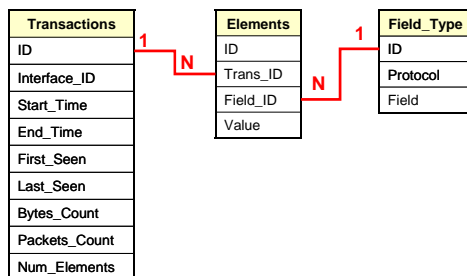 Transactions
ID
Interface_ID
Start_Time
End_Time
First_Seen
Last_Seen
Bytes_Count
Packets_Count
Num_Elements
1
N
Elements
ID
Trans_ID
Field_ID
Value
N
1
Field_Type
ID
Protocol
Field